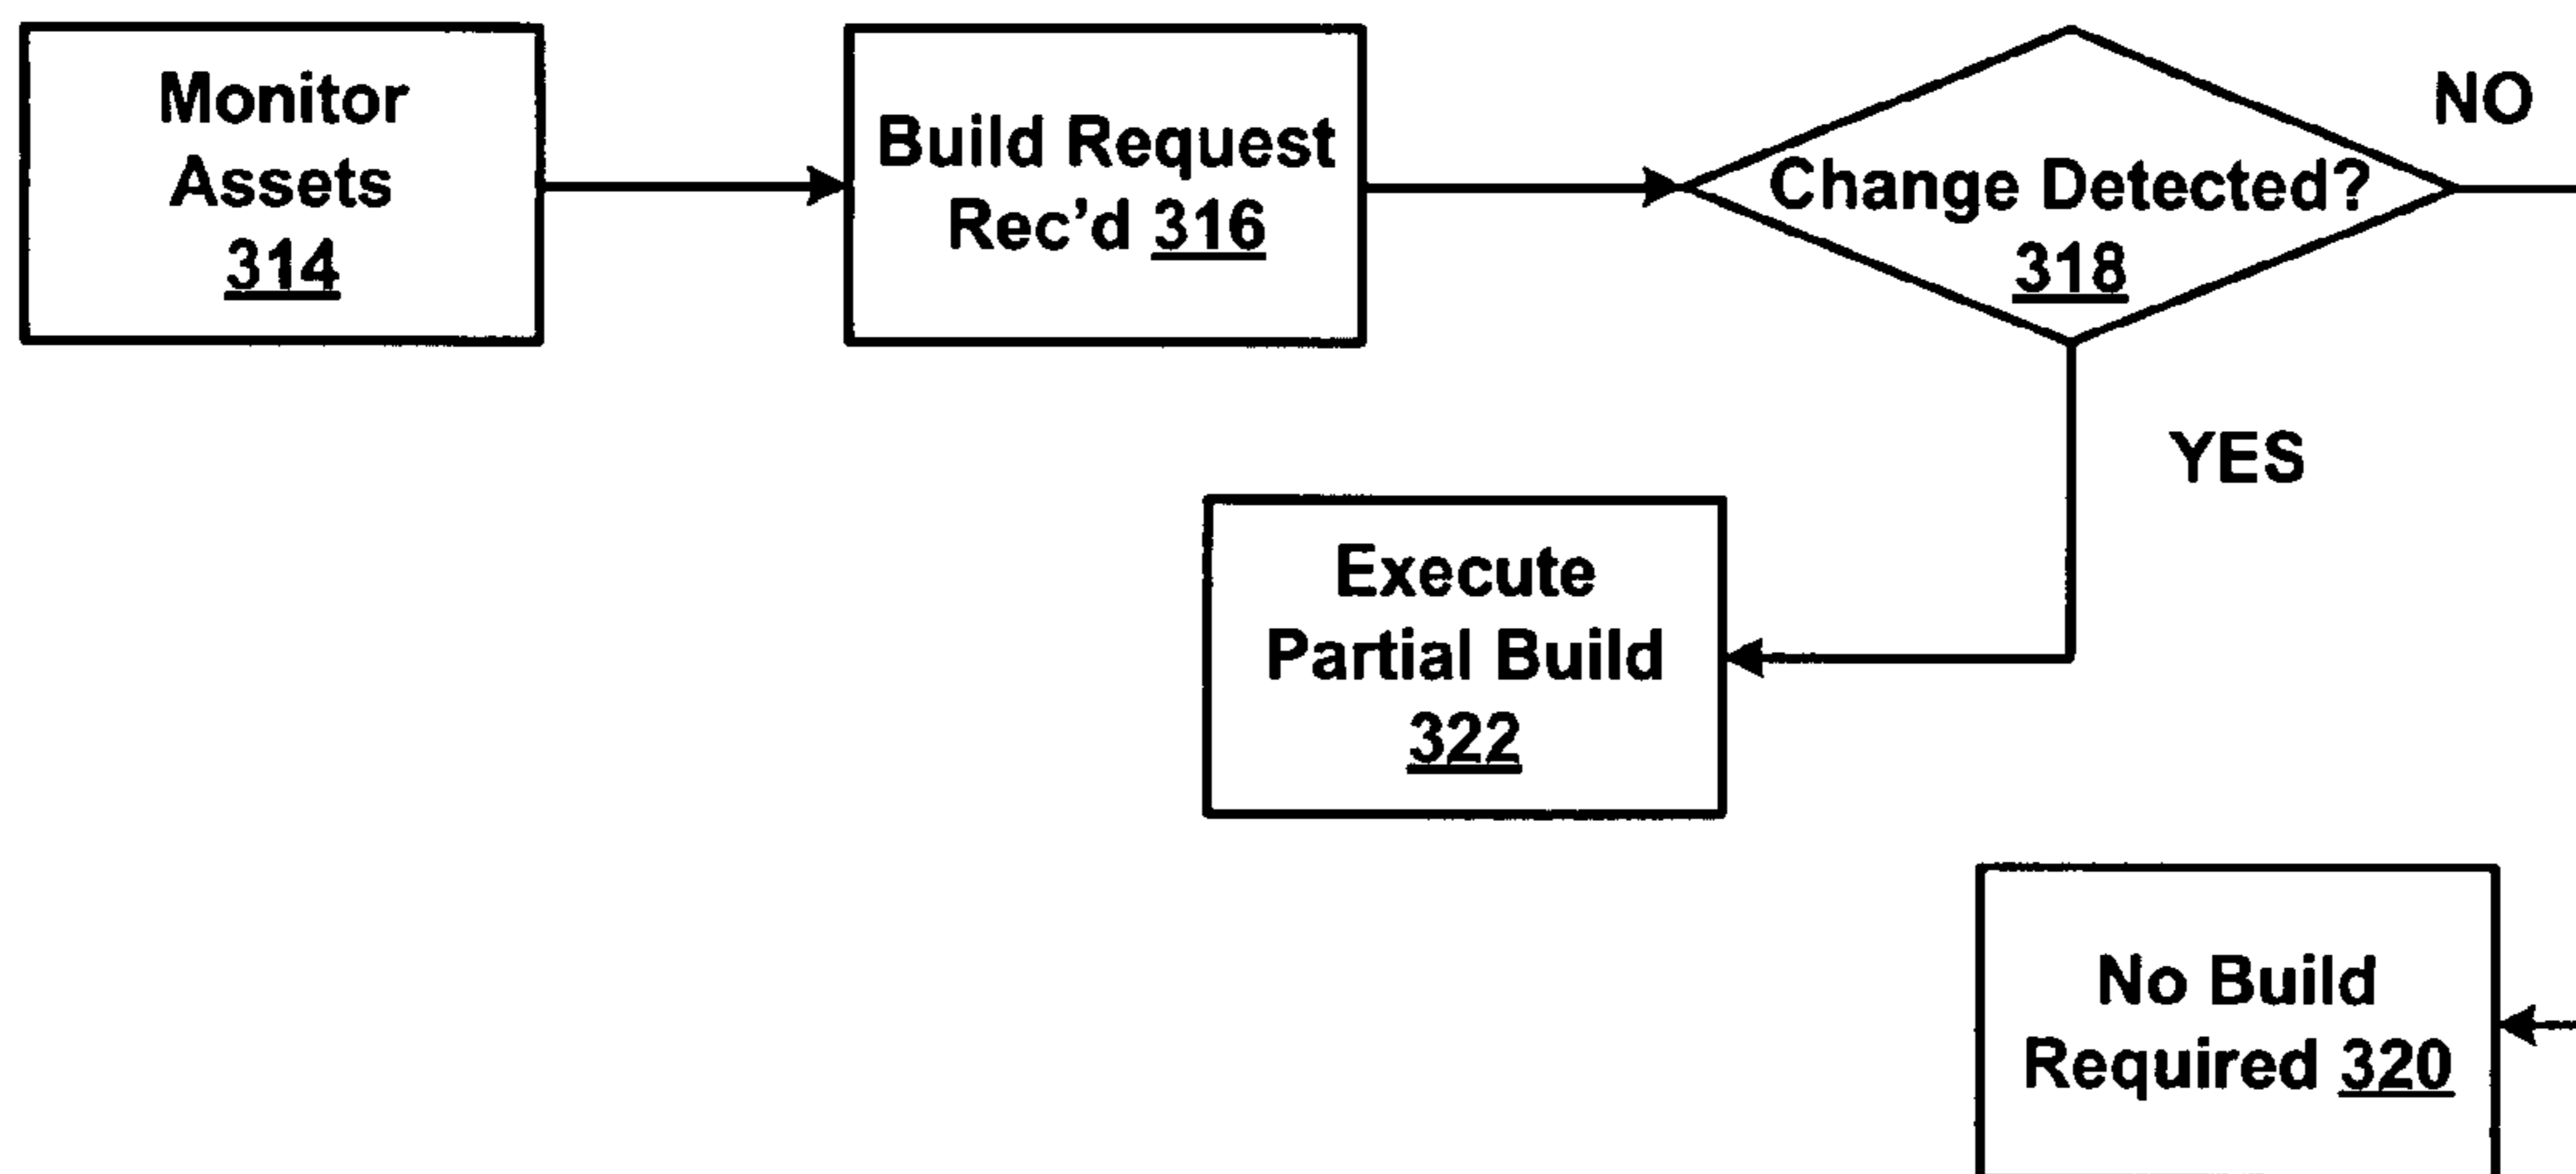 Monitor
Assets
314
Build Request
Rec'd 316
Change Detected?
318
NO
YES
Execute
Partial Build
322
No Build
Required 320